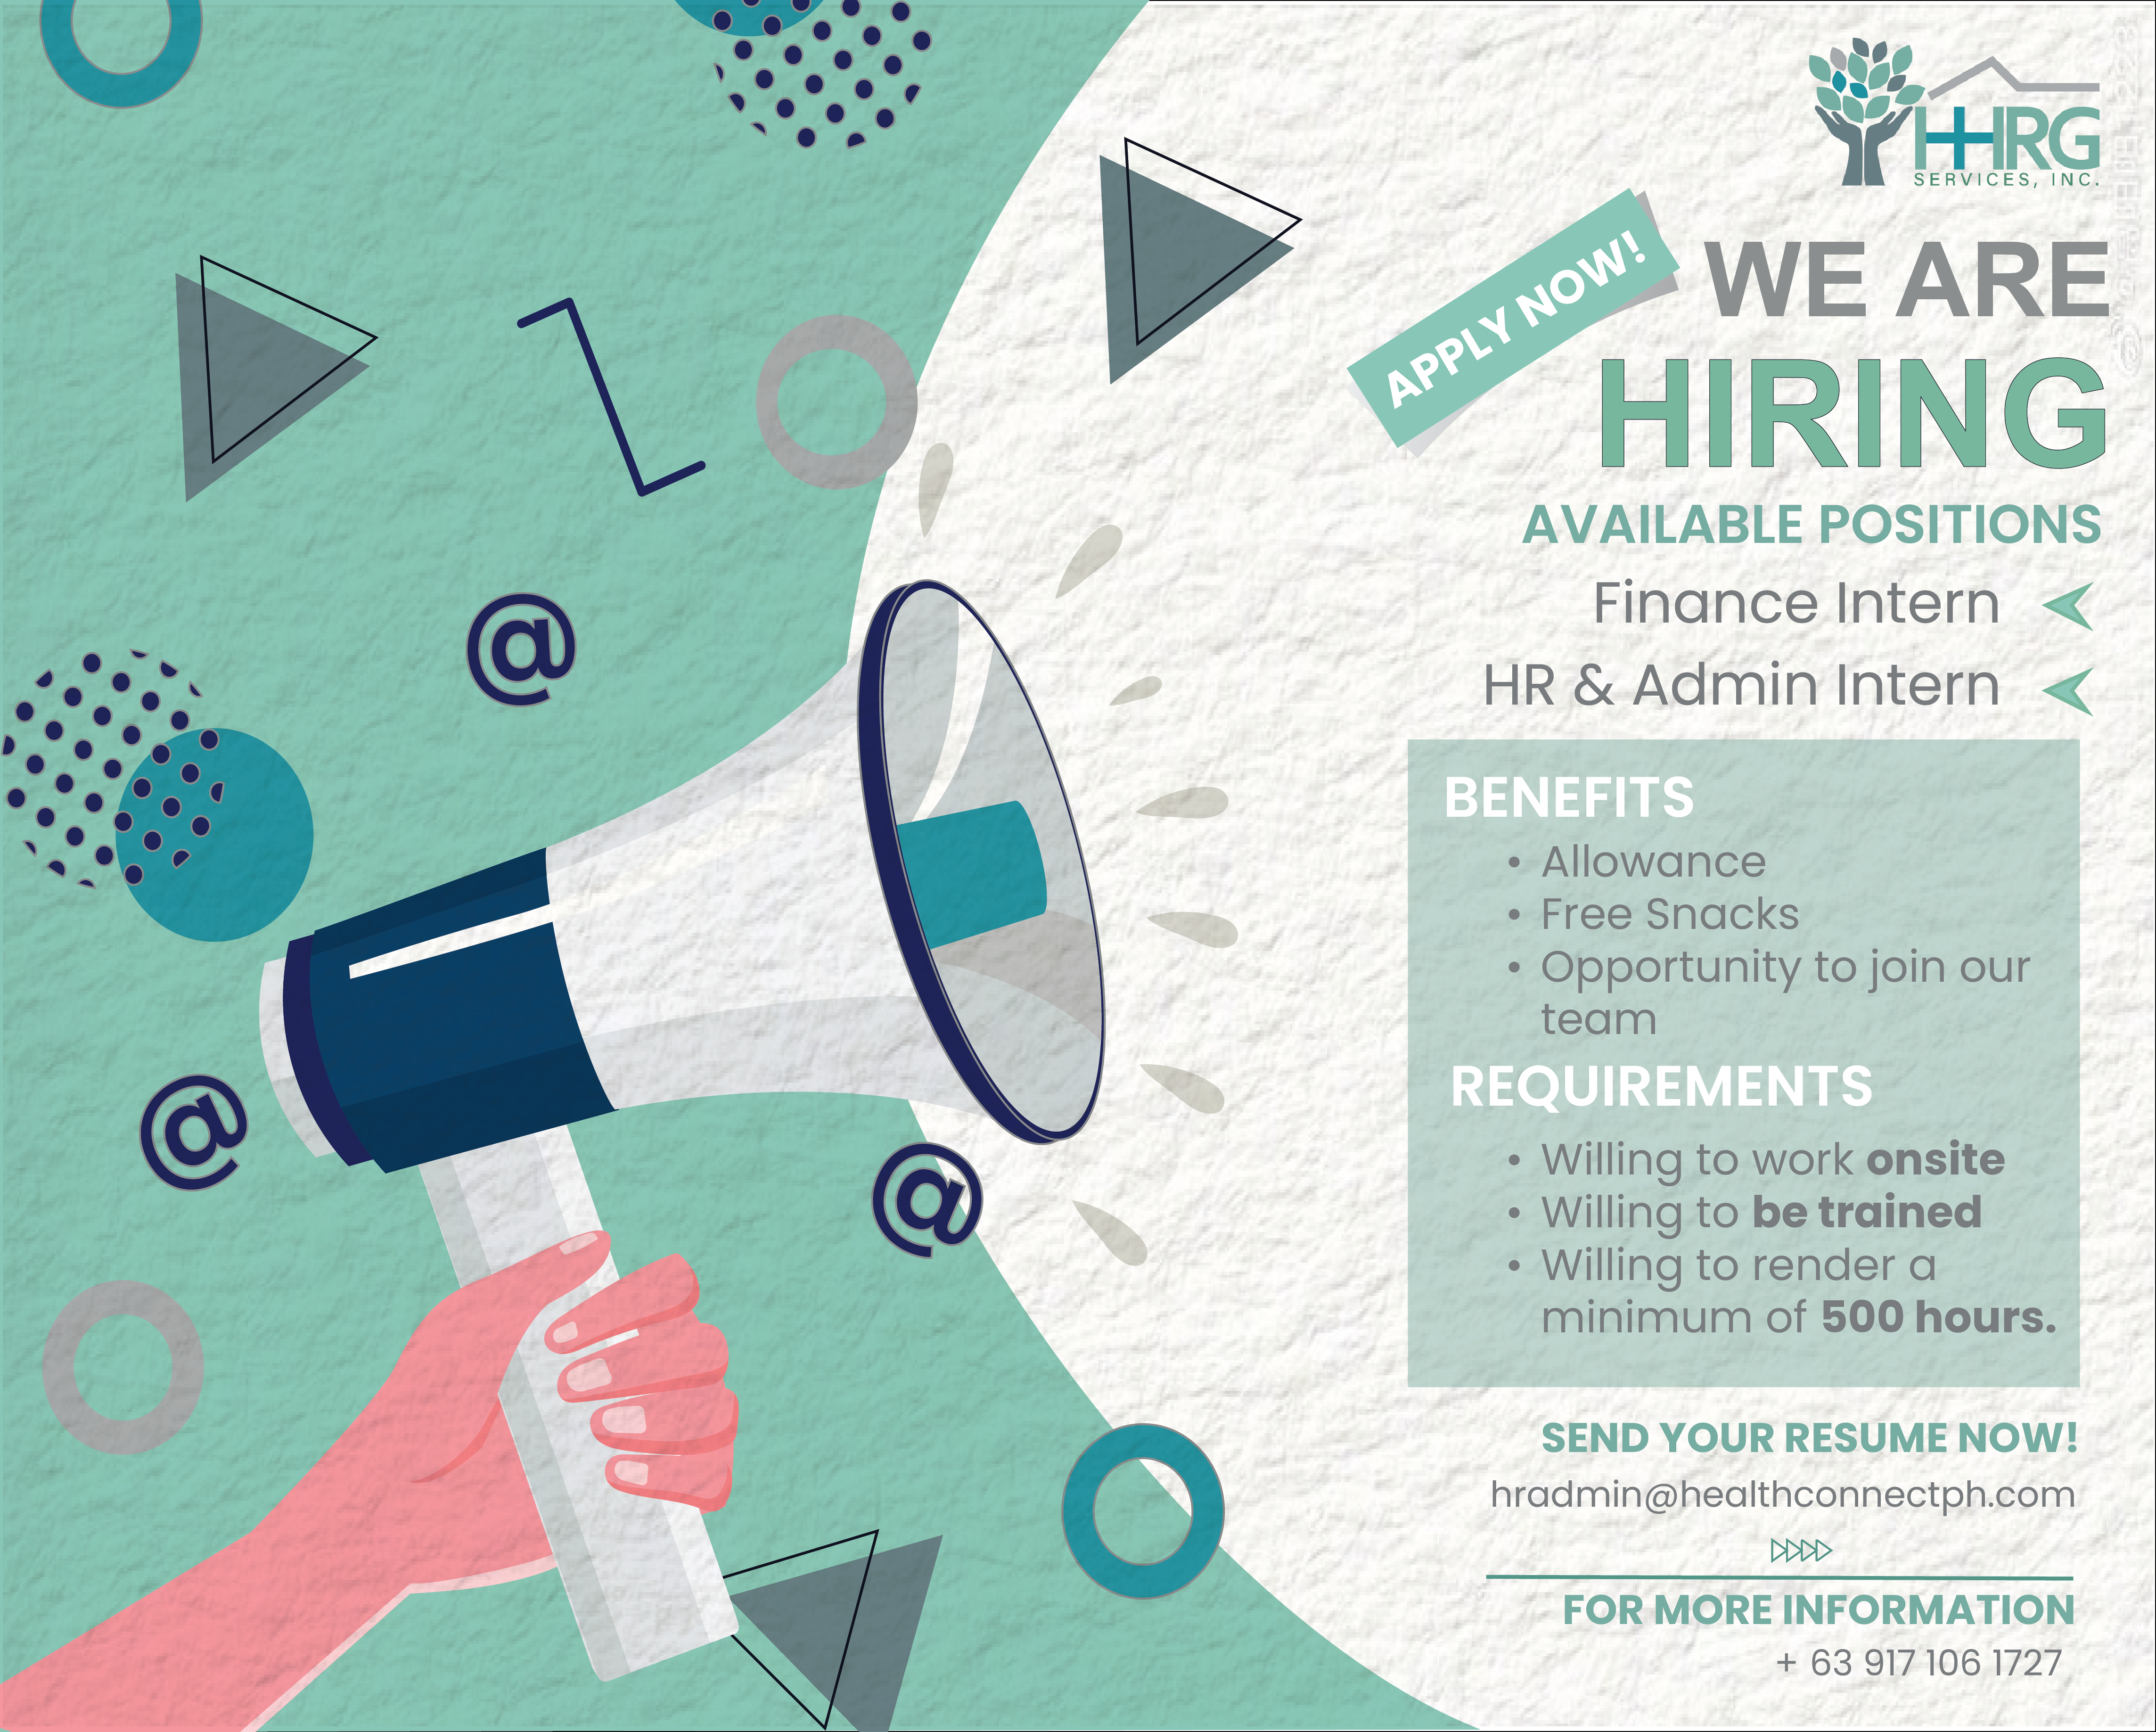 HHRG
SERVICES, INC.
APPLY NOW!
WE ARE
HIRING
AVAILABLE POSITIONS
Finance Intern
HR & Admin Intern
BENEFITS
• Allowance
• Free Snacks
• Opportunity to join our
team
REQUIREMENTS
• Willing to work onsite
• Willing to be trained
• Willing to render a
minimum of 500 hours.
SEND YOUR RESUME NOW!
hradmin@healthconnectph.com
FOR MORE INFORMATION
+ 63 917 106 1727
@
@
@